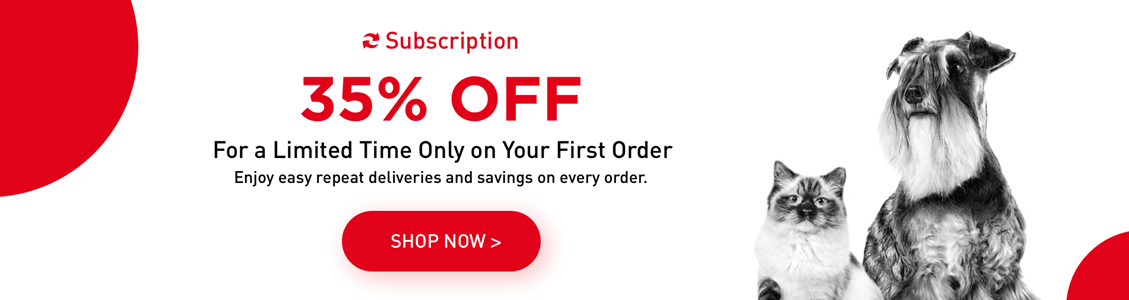 Subscription
35% OFF
For a Limited Time Only on Your First Order
Enjoy easy repeat deliveries and savings on every order.
SHOP NOW >